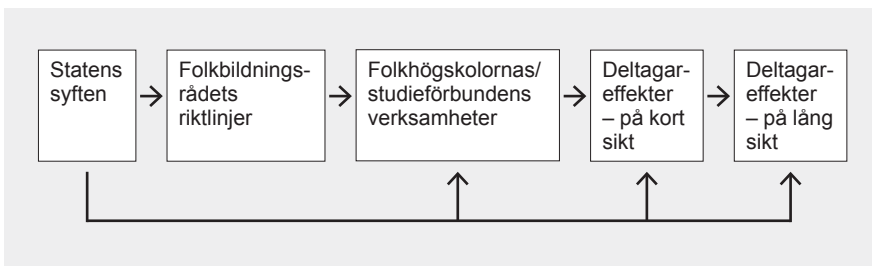 Statens
syften
Folkbildnings-
rådets
riktlinjer
Folkhögskolornas/
studieförbundens
verksamheter
Deltagar-
effekter
– på kort
sikt
Deltagar-
effekter
– på lång
sikt